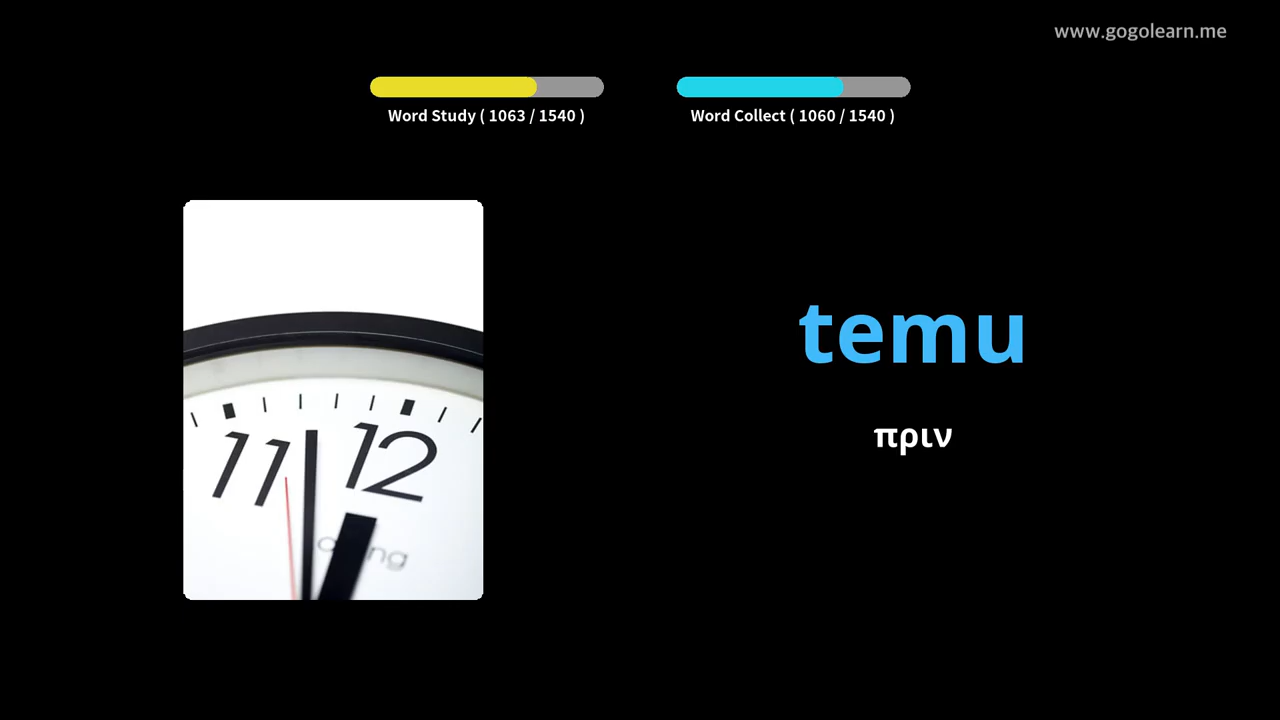 www.gogolearn.me
Word Study ( 1063 / 1540 )
Word Collect ( 1060 / 1540 )
11 12
temu
πριν